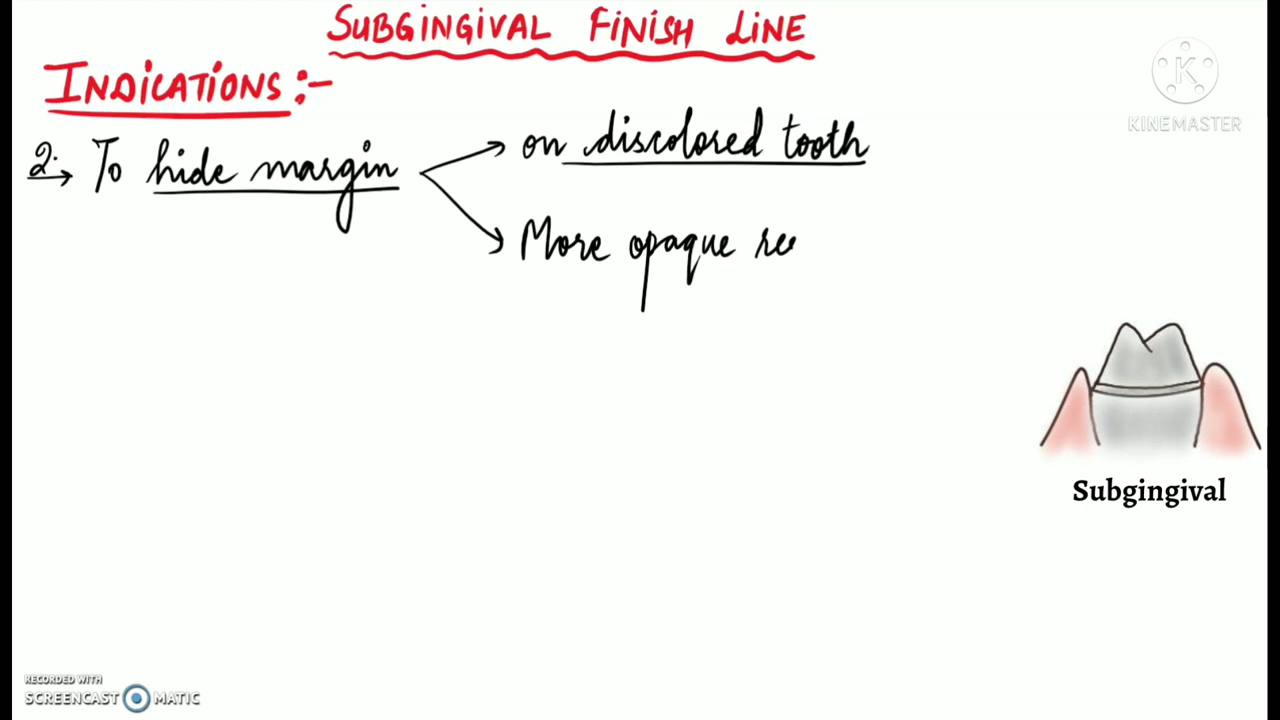 SUBGINGIVAL FINISH LINE
INDICATIONS:-
2. → To hide margin → on discolored tooth
→ More opaque re
Subgingival
K
KINEMASTER
RECORDED WITH
SCREENCAST MATIC